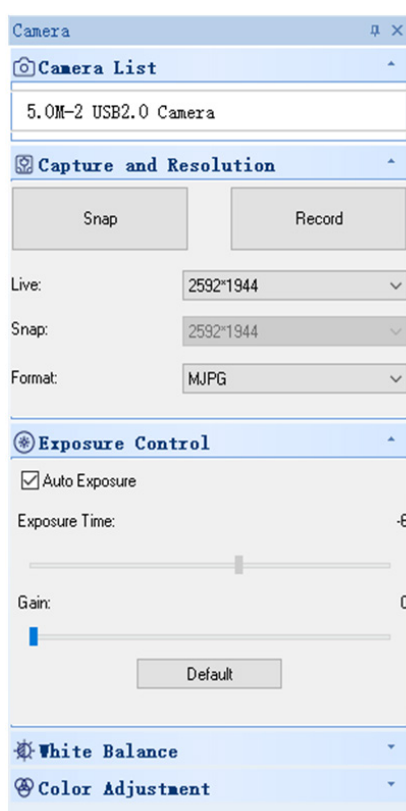 Camera
Camera List
5.0M-2 USB2.0 Camera
Capture and Resolution
Snap Record
Live: 2592*1944
Snap: 2592*1944
Format: MJPG
Exposure Control
Auto Exposure
Exposure Time: -6
Gain: 0
Default
White Balance
Color Adjustment